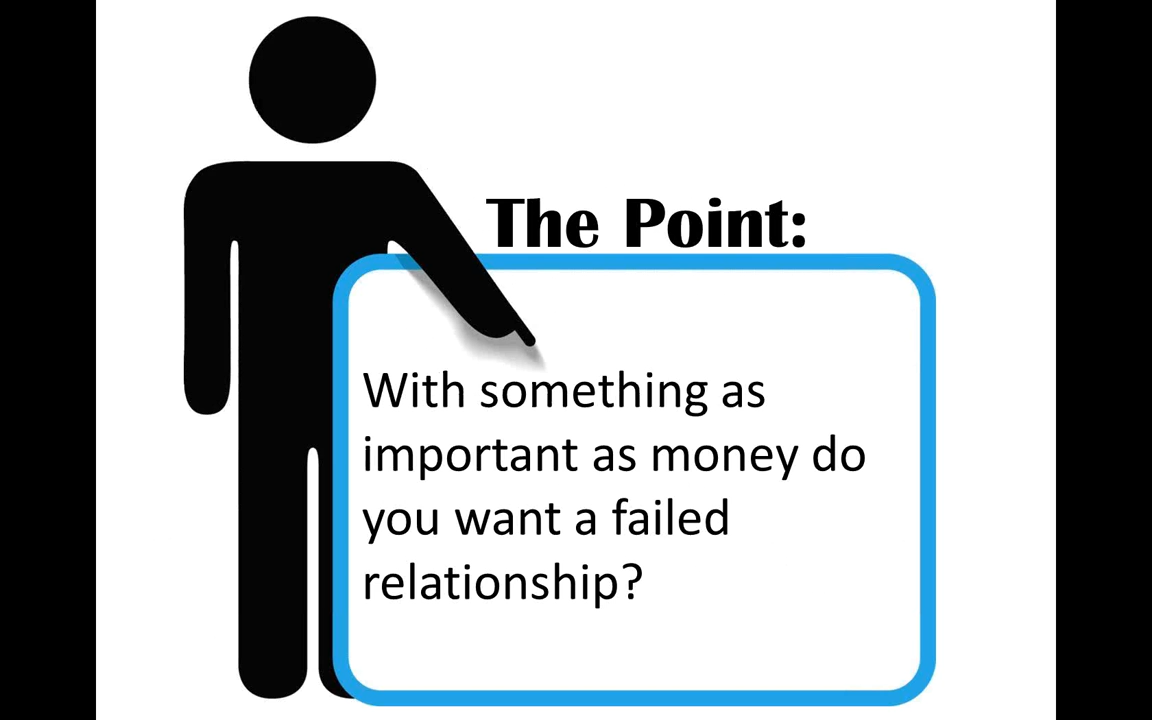 The Point:
With something as
important as money do
you want a failed
relationship?